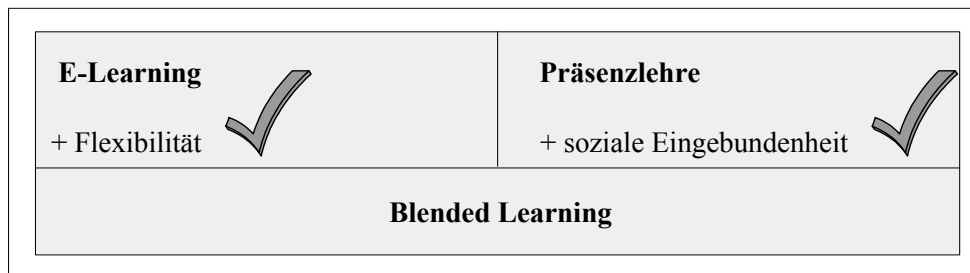 E-Learning
+ Flexibilität
Präsenzlehre
+ soziale Eingebundenheit
Blended Learning